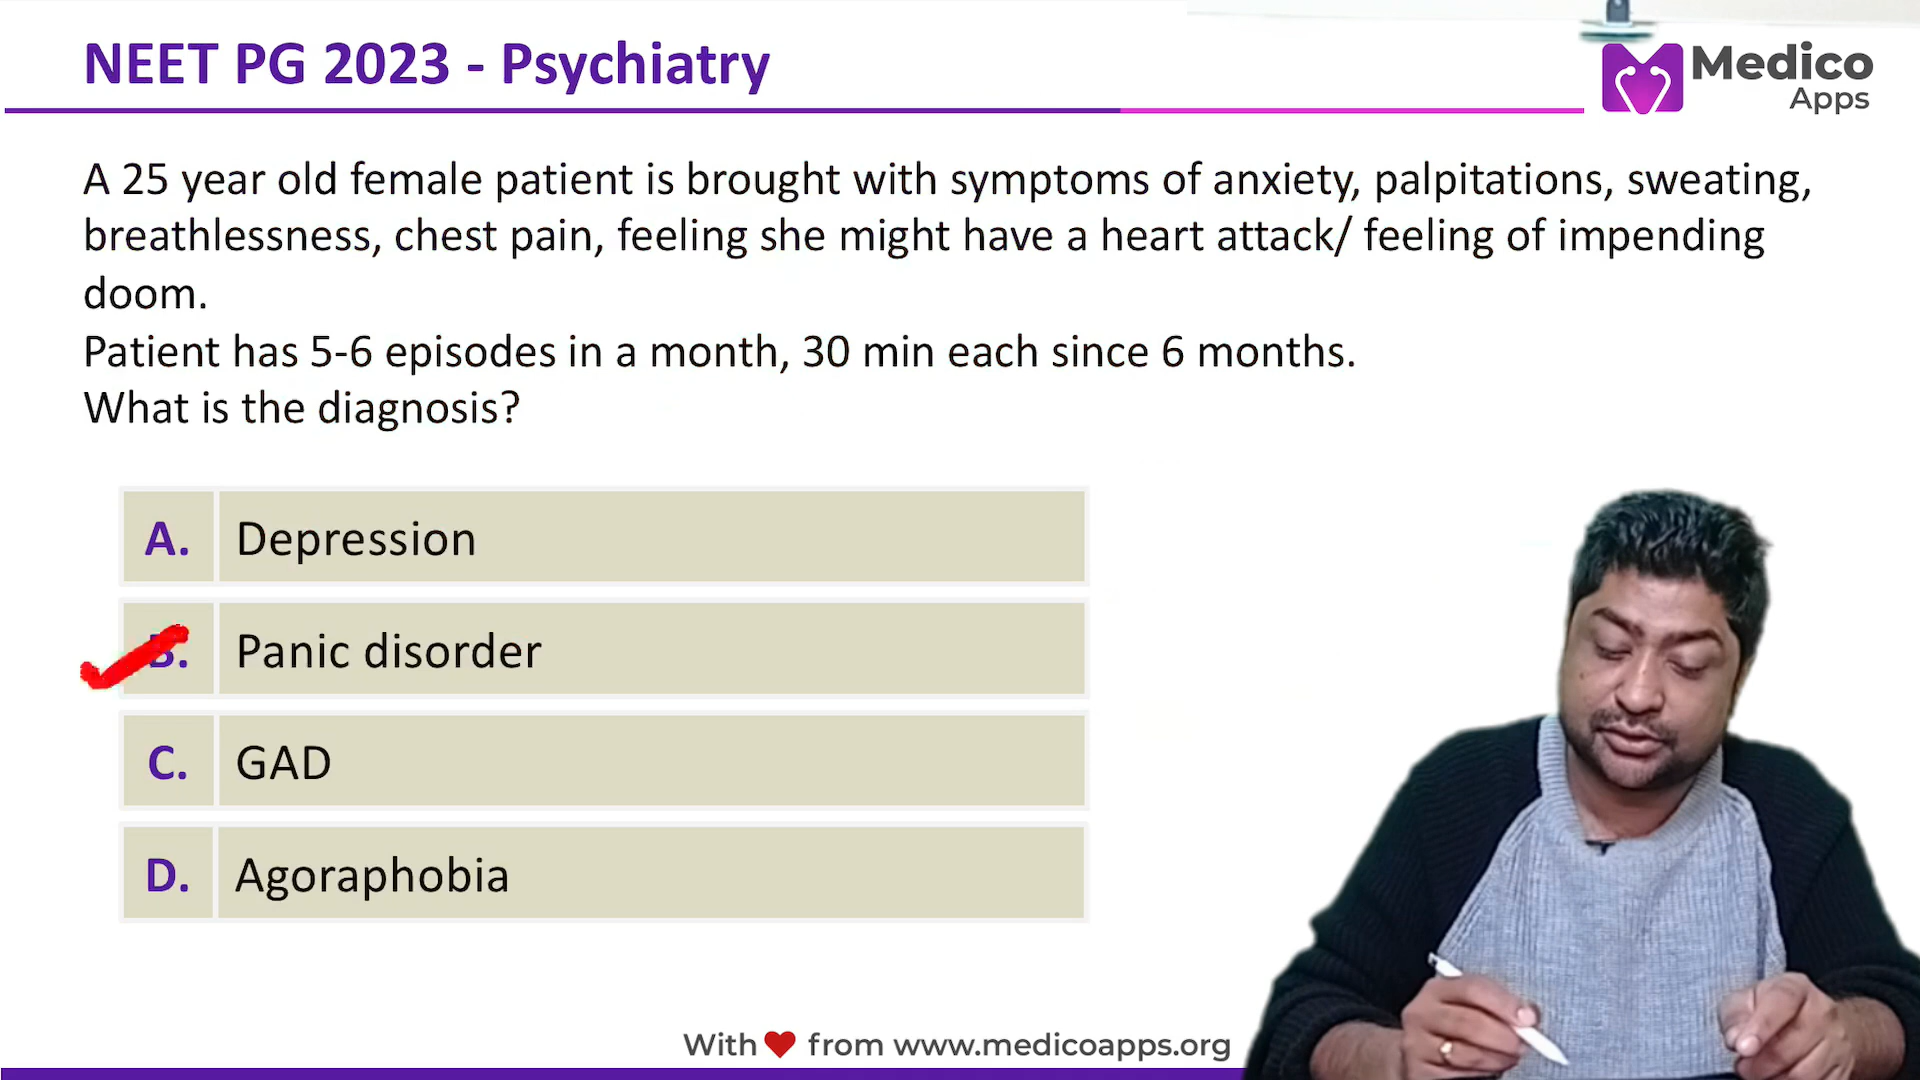 NEET PG 2023 - Psychiatry
Medico
Apps
A 25 year old female patient is brought with symptoms of anxiety, palpitations, sweating,
breathlessness, chest pain, feeling she might have a heart attack/ feeling of impending
doom.
Patient has 5-6 episodes in a month, 30 min each since 6 months.
What is the diagnosis?
A. Depression
B. Panic disorder
C. GAD
D. Agoraphobia
With ❤ from www.medicoapps.org